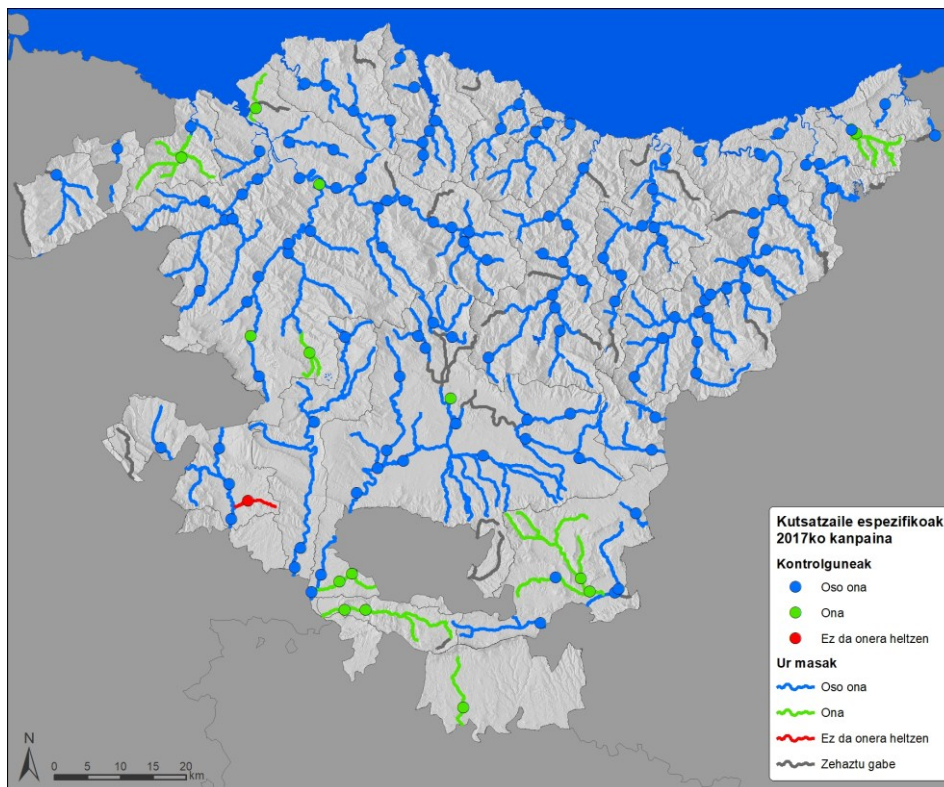 Kutsatzaile espezifikoak
2017ko kanpaina
Kontrolguneak
Oso ona
Ona
Ez da onera heltzen
Ur masak
Oso ona
Ona
Ez da onera heltzen
Zehaztu gabe
N
0 5 10 15 20
km